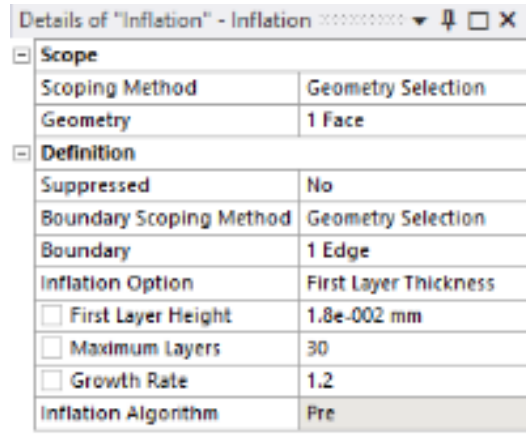 Details of "Inflation" - Inflation
Scope
Scoping Method Geometry Selection
Geometry 1 Face
Definition
Suppressed No
Boundary Scoping Method Geometry Selection
Boundary 1 Edge
Inflation Option First Layer Thickness
First Layer Height 1.8e-002 mm
Maximum Layers 30
Growth Rate 1.2
Inflation Algorithm Pre